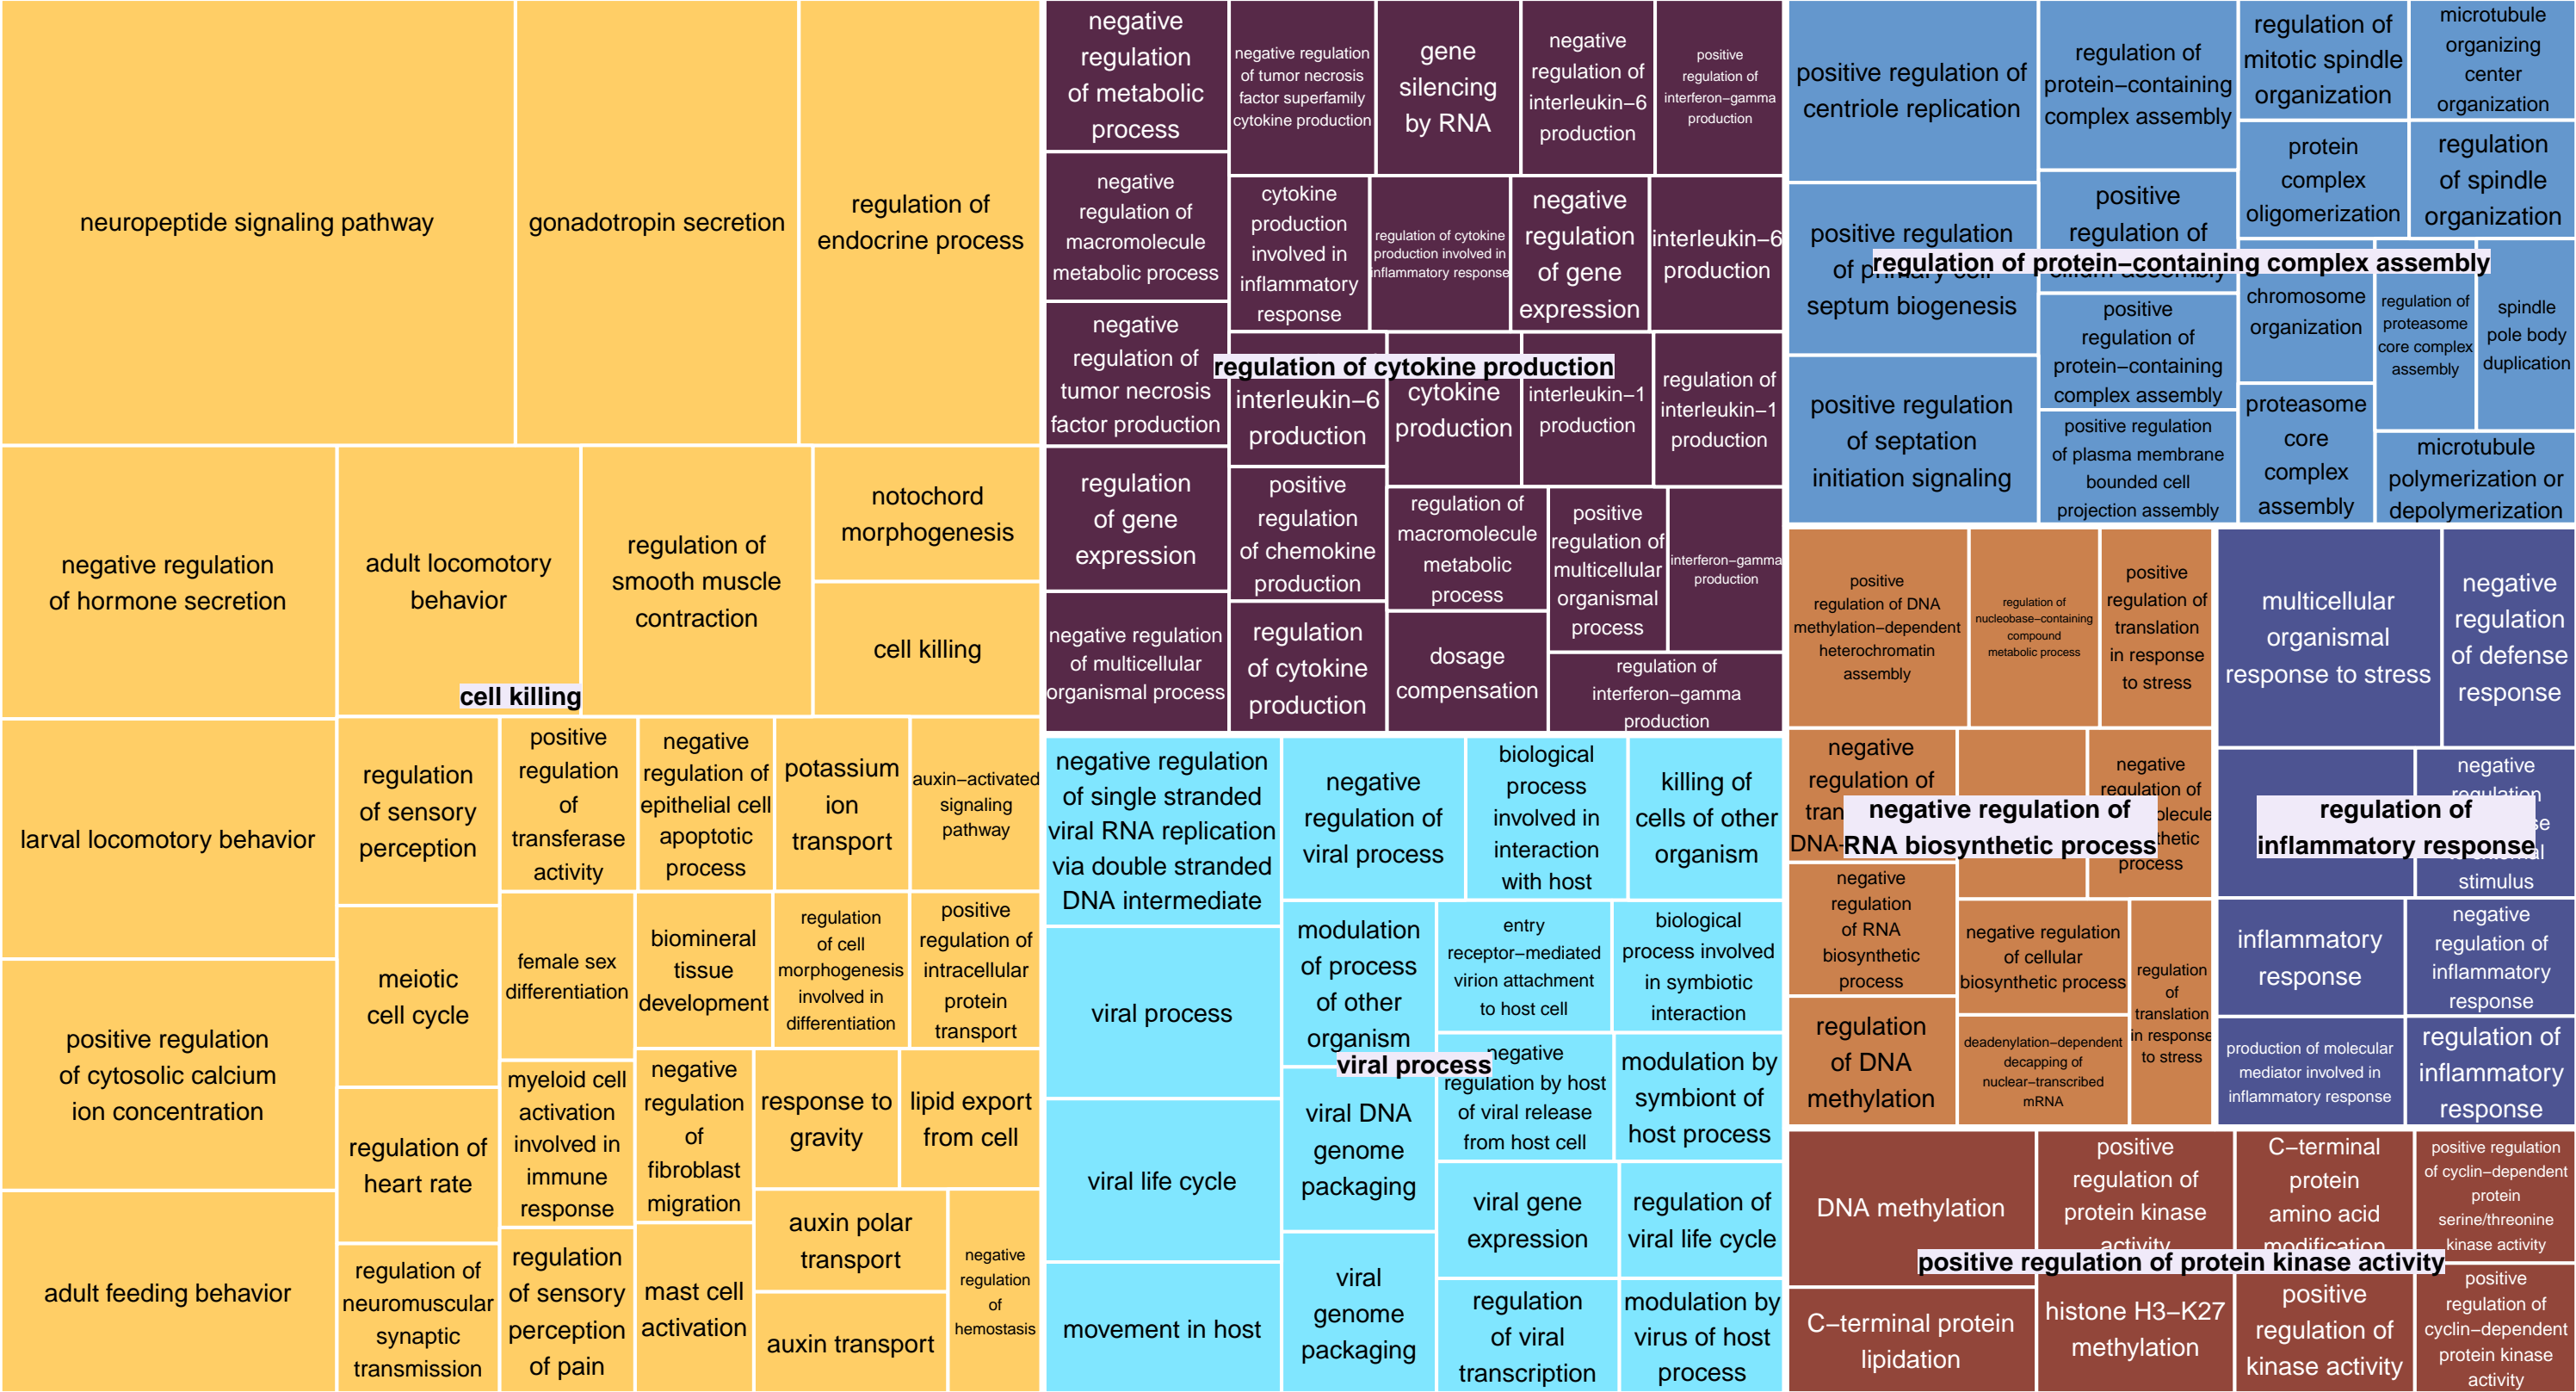 neuropeptide signaling pathway
gonadotropin secretion
regulation of
endocrine process
negative regulation
of hormone secretion
adult locomotory
behavior
regulation of
smooth muscle
contraction
notochord
morphogenesis
cell killing
cell killing
larval locomotory behavior
positive regulation
of cytosolic calcium
ion concentration
adult feeding behavior
regulation
of sensory
perception
meiotic
cell cycle
regulation of
heart rate
regulation of
neuromuscular
synaptic
transmission
positive
regulation
of
transferase
activity
negative
regulation of
epithelial cell
apoptotic
process
potassium
ion
transport
auxin−activated
signaling
pathway
female sex
differentiation
biomineral
tissue
development
regulation
of cell
morphogenesis
involved in
differentiation
positive
regulation of
intracellular
protein
transport
myeloid cell
activation
involved in
immune
response
regulation
of sensory
perception
of pain
negative
regulation
of
fibroblast
migration
mast cell
activation
response to
gravity
lipid export
from cell
auxin polar
transport
auxin transport
negative
regulation
of
hemostasis
negative
regulation
of metabolic
process
negative
regulation of
macromolecule
metabolic process
negative
regulation of
tumor necrosis
factor production
regulation
of gene
expression
negative regulation
of multicellular
organismal process
negative regulation
of tumor necrosis
factor superfamily
cytokine production
gene
silencing
by RNA
negative
regulation of
interleukin−6
production
positive
regulation of
interferon−gamma
production
cytokine
production
involved in
inflammatory
response
regulation of cytokine
production involved in
inflammatory response
negative
regulation
of gene
expression
interleukin−6
production
regulation of cytokine production
interleukin−6
production
cytokine
production
interleukin−1
production
regulation of
interleukin−1
production
positive
regulation
of chemokine
production
regulation
of cytokine
production
regulation of
macromolecule
metabolic
process
dosage
compensation
positive
regulation of
multicellular
organismal
process
interferon−gamma
production
regulation of
interferon−gamma
production
negative regulation
of single stranded
viral RNA replication
via double stranded
DNA intermediate
viral process
viral life cycle
movement in host
negative
regulation of
viral process
biological
process
involved in
interaction
with host
killing of
cells of other
organism
modulation
of process
of other
organism
entry
receptor−mediated
virion attachment
to host cell
biological
process involved
in symbiotic
interaction
viral process
viral DNA
genome
packaging
negative
regulation by host
of viral release
from host cell
modulation by
symbiont of
host process
viral
genome
packaging
viral gene
expression
regulation of
viral life cycle
regulation
of viral
transcription
modulation by
virus of host
process
positive regulation of
centriole replication
positive regulation
of primary cell
septum biogenesis
positive regulation
of septation
initiation signaling
regulation of
protein−containing
complex assembly
positive
regulation of
cilium assembly
regulation of protein−containing complex assembly
positive
regulation of
protein−containing
complex assembly
positive regulation
of plasma membrane
bounded cell
projection assembly
regulation of
mitotic spindle
organization
microtubule
organizing
center
organization
protein
complex
oligomerization
regulation
of spindle
organization
chromosome
organization
regulation of
proteasome
core complex
assembly
spindle
pole body
duplication
proteasome
core
complex
assembly
microtubule
polymerization or
depolymerization
positive
regulation of DNA
methylation−dependent
heterochromatin
assembly
regulation of
nucleobase−containing
compound
metabolic process
positive
regulation of
translation
in response
to stress
negative
regulation of
DNA-
negative
regulation of
process
negative regulation of
RNA biosynthetic process
negative
regulation
of RNA
biosynthetic
process
regulation
of DNA
methylation
negative regulation
of cellular
biosynthetic process
deadenylation−dependent
decapping of
nuclear−transcribed
mRNA
regulation
of
translation
in response
to stress
multicellular
organismal
response to stress
negative
regulation
of defense
response
negative
regulation
stimulus
regulation of
inflammatory response
inflammatory
response
negative
regulation of
inflammatory
response
production of molecular
mediator involved in
inflammatory response
regulation of
inflammatory
response
DNA methylation
C−terminal protein
lipidation
positive
regulation of
protein kinase
activity
C−terminal
protein
amino acid
modification
positive regulation
of cyclin−dependent
protein
serine/threonine
kinase activity
positive regulation of protein kinase activity
histone H3−K27
methylation
positive
regulation of
kinase activity
positive
regulation of
cyclin−dependent
protein kinase
activity